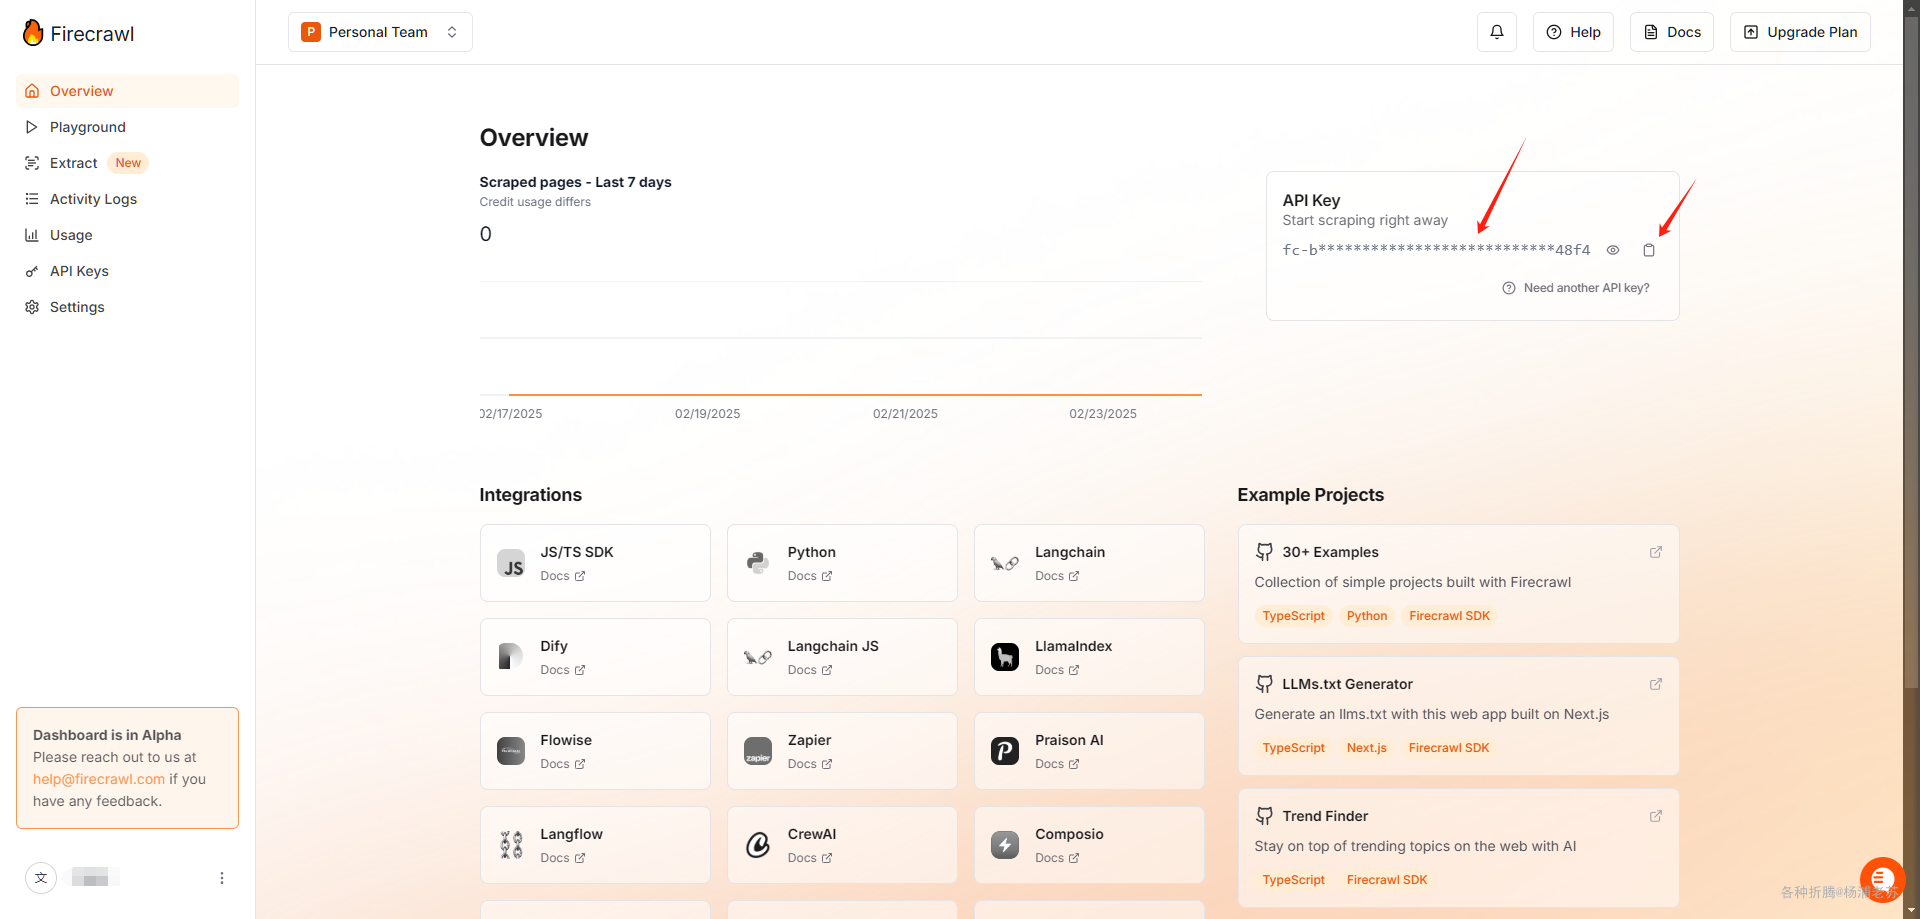 Firecrawl
P Personal Team
Help
Docs
Upgrade Plan
Overview
Playground
Extract New
Activity Logs
Usage
API Keys
Settings
Overview
Scraped pages - Last 7 days
Credit usage differs
0
02/17/2025 02/19/2025 02/21/2025 02/23/2025
API Key
Start scraping right away
fc-b***************************48f4
Need another API key?
Integrations
JS
JS/TS SDK
Docs
Python
Docs
Langchain
Docs
Dify
Docs
Langchain JS
Docs
LlamaIndex
Docs
Flowise
Docs
zapier
Zapier
Docs
P
Praison AI
Docs
Langflow
Docs
CrewAI
Docs
Composio
Docs
Example Projects
30+ Examples
Collection of simple projects built with Firecrawl
TypeScript Python Firecrawl SDK
LLMs.txt Generator
Generate an llms.txt with this web app built on Next.js
TypeScript Next.js Firecrawl SDK
Trend Finder
Stay on top of trending topics on the web with AI
TypeScript Firecrawl SDK
Dashboard is in Alpha
Please reach out to us at
help@firecrawl.com if you
have any feedback.
文
各种折腾@杨浦老苏